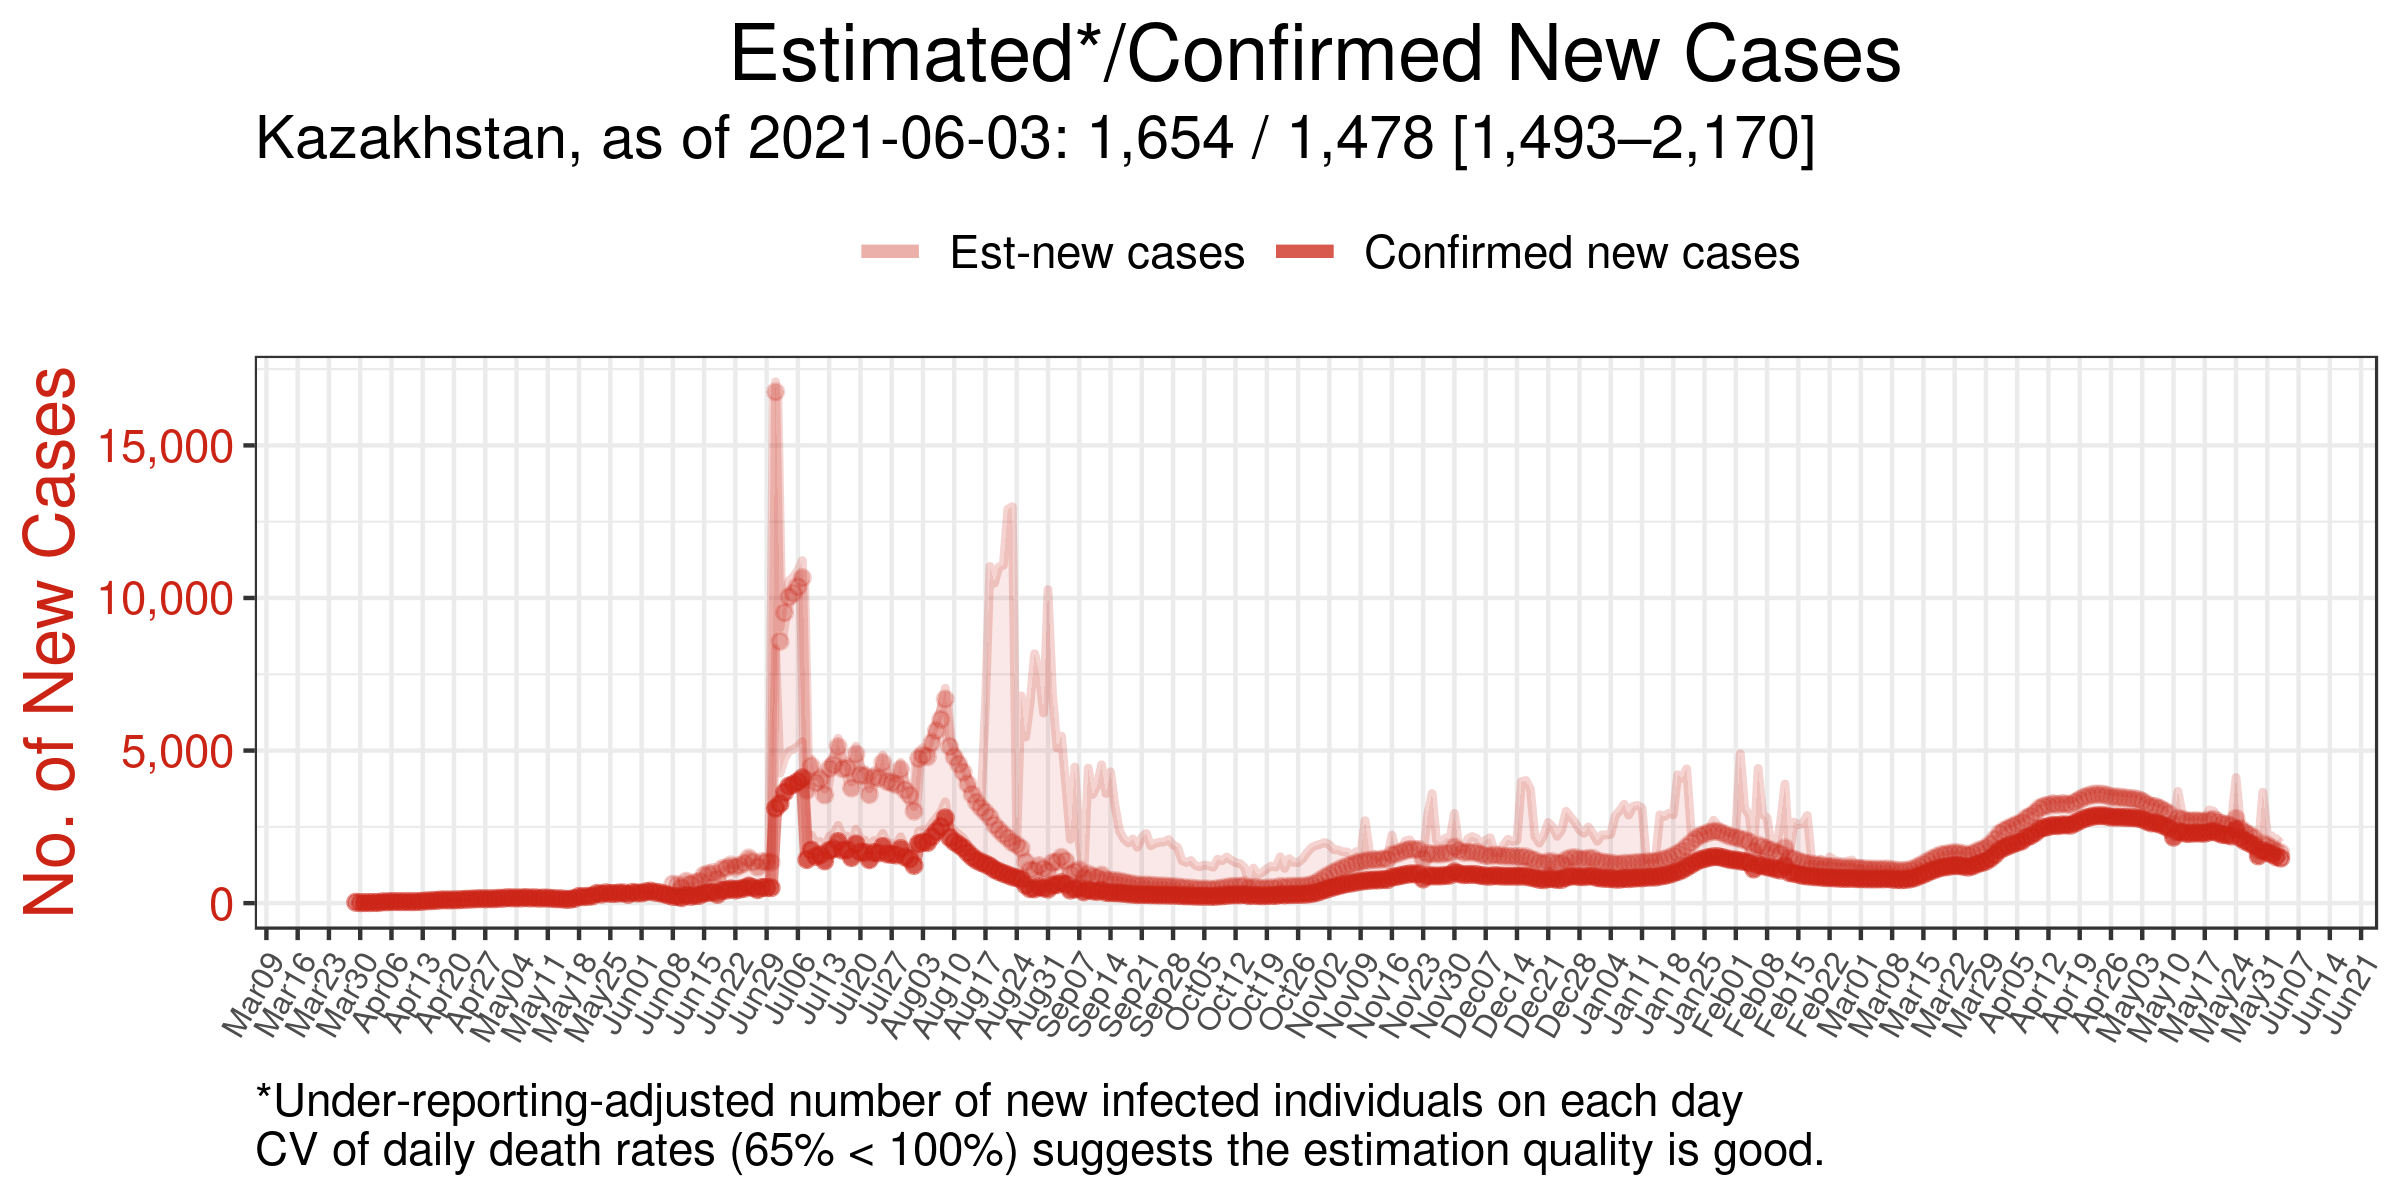 Estimated*/Confirmed New Cases
Kazakhstan, as of 2021-06-03: 1,654 / 1,478 [1,493–2,170]
Est-new cases
Confirmed new cases
No. of New Cases
15,000
10,000
5,000
0
Mar09
Mar16
Mar23
Mar30
Apr06
Apr13
Apr20
Apr27
May04
May11
May18
May25
Jun01
Jun08
Jun15
Jun22
Jun29
Jul06
Jul13
Jul20
Jul27
Aug03
Aug10
Aug17
Aug24
Aug31
Sep07
Sep14
Sep21
Sep28
Oct05
Oct12
Oct19
Oct26
Nov02
Nov09
Nov16
Nov23
Nov30
Dec07
Dec14
Dec21
Dec28
Jan04
Jan11
Jan18
Jan25
Feb01
Feb08
Feb15
Feb22
Mar01
Mar08
Mar15
Mar22
Mar29
Apr05
Apr12
Apr19
Apr26
May03
May10
May17
May24
May31
Jun07
Jun14
Jun21
*Under-reporting-adjusted number of new infected individuals on each day
CV of daily death rates (65% < 100%) suggests the estimation quality is good.